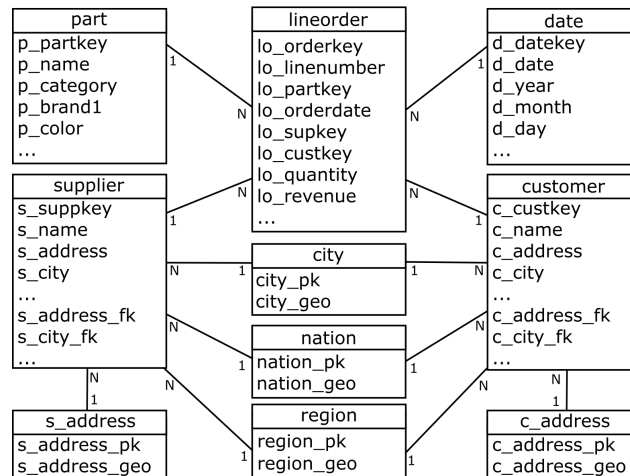 part
p_partkey
p_name
p_category
p_brand1
p_color
...
lineorder
lo_orderkey
lo_linenumber
lo_partkey
lo_orderdate
lo_supkey
lo_custkey
lo_quantity
lo_revenue
...
date
d_datekey
d_date
d_year
d_month
d_day
...
1
N
1
N
supplier
s_suppkey
s_name
s_address
s_city
...
s_address_fk
s_city_fk
...
1
N
N
1
customer
c_custkey
c_name
c_address
c_city
...
c_address_fk
c_city_fk
...
city
city_pk
city_geo
N
1
1
N
nation
nation_pk
nation_geo
N
1
1
N
region
region_pk
region_geo
N
1
1
N
N
1
s_address
s_address_pk
s_address_geo
N
1
c_address
c_address_pk
c_address_geo